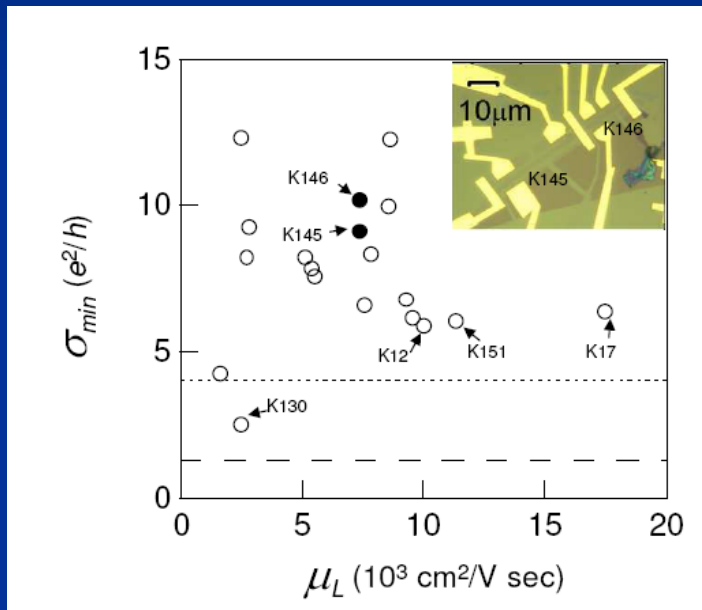 15
10
5
0
0
5
10
15
20
σmin (e²/h)
μL (10³ cm²/V sec)
10μm
K146
K145
K146
K145
K12
K151
K17
K130